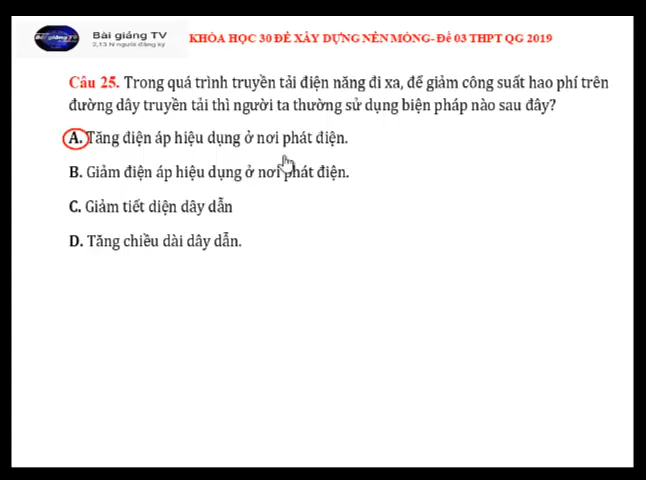 Bài giảng TV
Bài giảng TV
2,13 N người đăng ký
KHÓA HỌC 30 ĐỀ XÂY DỰNG NỀN MÓNG- Đề 03 THPT QG 2019
Câu 25. Trong quá trình truyền tải điện năng đi xa, để giảm công suất hao phí trên
đường dây truyền tải thì người ta thường sử dụng biện pháp nào sau đây?
A. Tăng điện áp hiệu dụng ở nơi phát điện.
B. Giảm điện áp hiệu dụng ở nơi phát điện.
C. Giảm tiết diện dây dẫn
D. Tăng chiều dài dây dẫn.